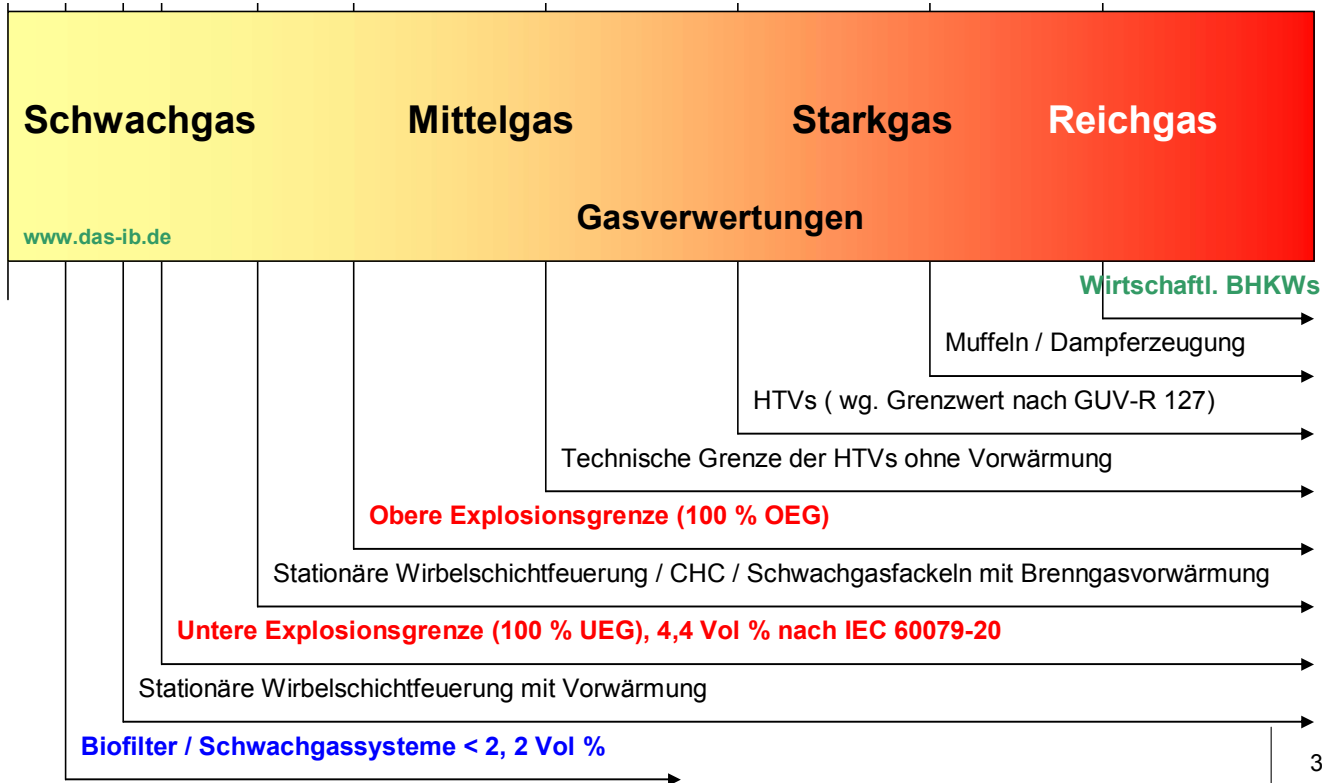 Schwachgas Mittelgas Starkgas Reichgas
Gasverwertungen
www.das-ib.de
Wirtschaftl. BHKWs
Muffeln / Dampferzeugung
HTVs ( wg. Grenzwert nach GUV-R 127)
Technische Grenze der HTVs ohne Vorwärmung
Obere Explosionsgrenze (100 % OEG)
Stationäre Wirbelschichtfeuerung / CHC / Schwachgasfackeln mit Brenngasvorwärmung
Untere Explosionsgrenze (100 % UEG), 4,4 Vol % nach IEC 60079-20
Stationäre Wirbelschichtfeuerung mit Vorwärmung
Biofilter / Schwachgassysteme < 2, 2 Vol %
3